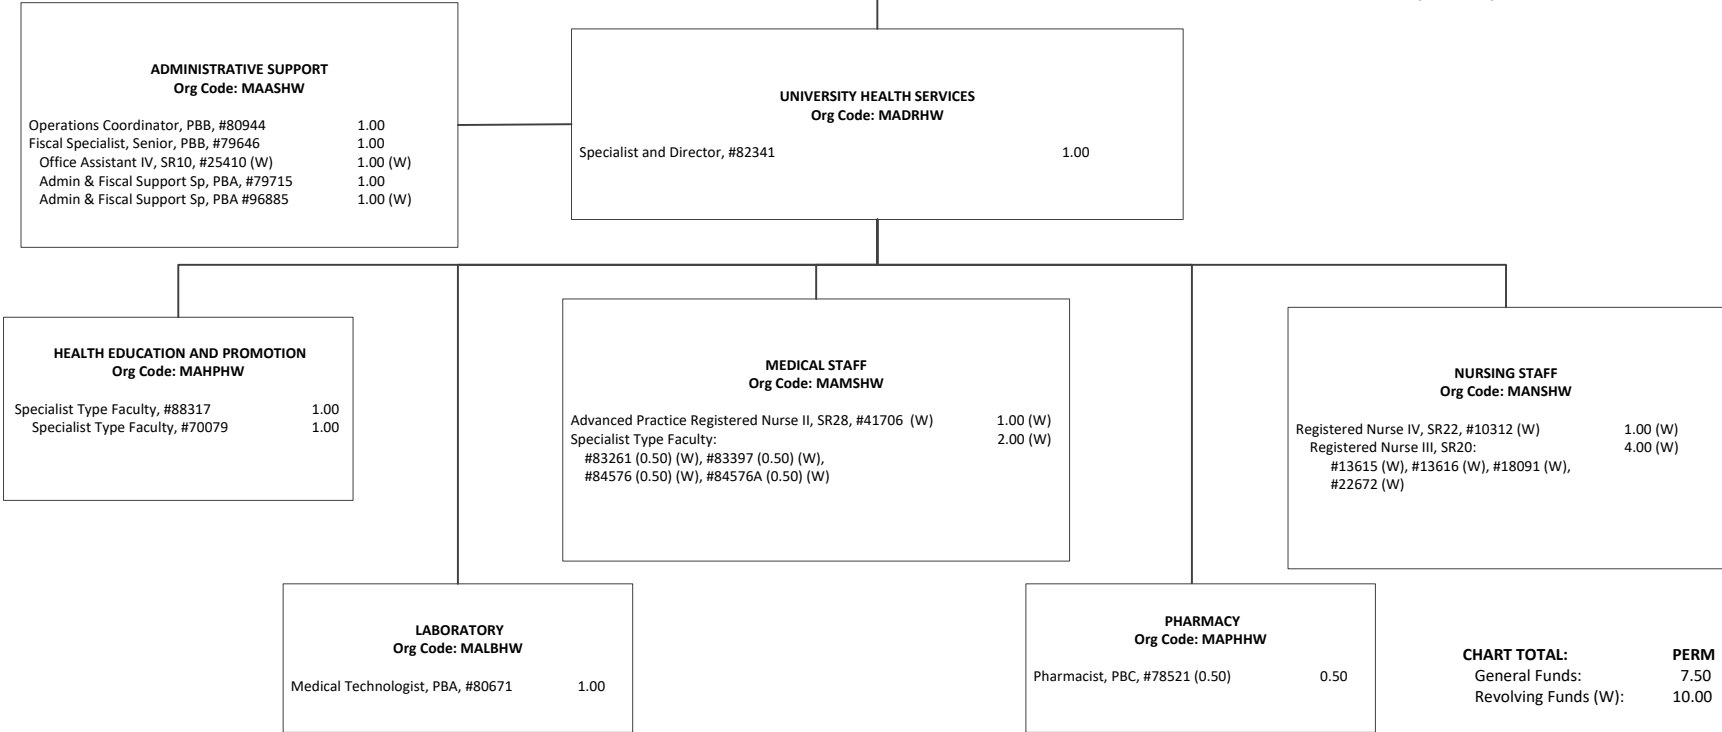 ADMINISTRATIVE SUPPORT
Org Code: MAASHW
Operations Coordinator, PBB, #80944 1.00
Fiscal Specialist, Senior, PBB, #79646 1.00
Office Assistant IV, SR10, #25410 (W) 1.00 (W)
Admin & Fiscal Support Sp, PBA, #79715 1.00
Admin & Fiscal Support Sp, PBA #96885 1.00 (W)
UNIVERSITY HEALTH SERVICES
Org Code: MADRHW
Specialist and Director, #82341 1.00
HEALTH EDUCATION AND PROMOTION
Org Code: MAHPHW
Specialist Type Faculty, #88317 1.00
Specialist Type Faculty, #70079 1.00
MEDICAL STAFF
Org Code: MAMSHW
Advanced Practice Registered Nurse II, SR28, #41706 (W) 1.00 (W)
Specialist Type Faculty: 2.00 (W)
#83261 (0.50) (W), #83397 (0.50) (W),
#84576 (0.50) (W), #84576A (0.50) (W)
NURSING STAFF
Org Code: MANSHW
Registered Nurse IV, SR22, #10312 (W) 1.00 (W)
Registered Nurse III, SR20: 4.00 (W)
#13615 (W), #13616 (W), #18091 (W),
#22672 (W)
LABORATORY
Org Code: MALBHW
Medical Technologist, PBA, #80671 1.00
PHARMACY
Org Code: MAPHHW
Pharmacist, PBC, #78521 (0.50) 0.50
CHART TOTAL: PERM
General Funds: 7.50
Revolving Funds (W): 10.00